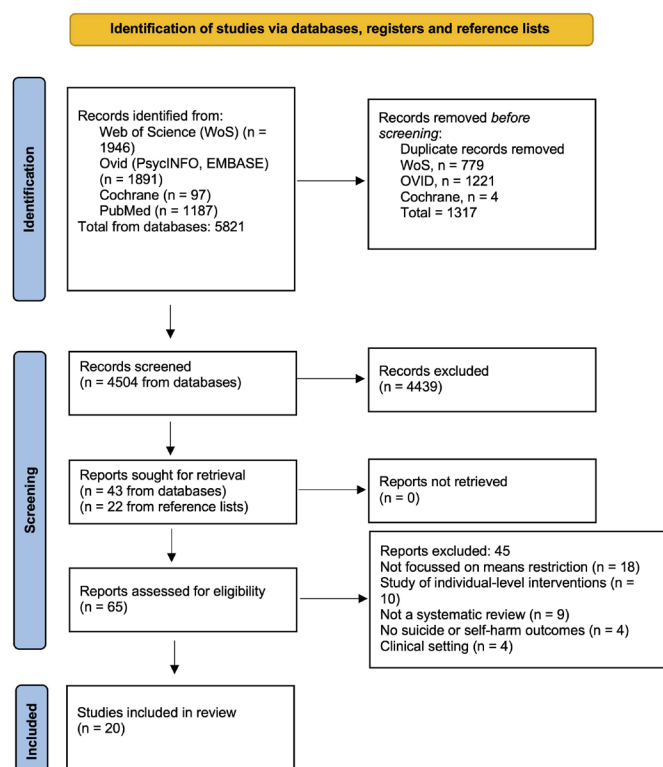 Identification of studies via databases, registers and reference lists
Identification
Records identified from:
Web of Science (WoS) (n =
1946)
Ovid (PsycINFO, EMBASE)
(n = 1891)
Cochrane (n = 97)
PubMed (n = 1187)
Total from databases: 5821
Records removed before
screening:
Duplicate records removed
WoS, n = 779
OVID, n = 1221
Cochrane, n = 4
Total = 1317
Screening
Records screened
(n = 4504 from databases)
Records excluded
(n = 4439)
Reports sought for retrieval
(n = 43 from databases)
(n = 22 from reference lists)
Reports not retrieved
(n = 0)
Reports assessed for eligibility
(n = 65)
Reports excluded: 45
Not focussed on means restriction (n = 18)
Study of individual-level interventions (n =
10)
Not a systematic review (n = 9)
No suicide or self-harm outcomes (n = 4)
Clinical setting (n = 4)
Included
Studies included in review
(n = 20)